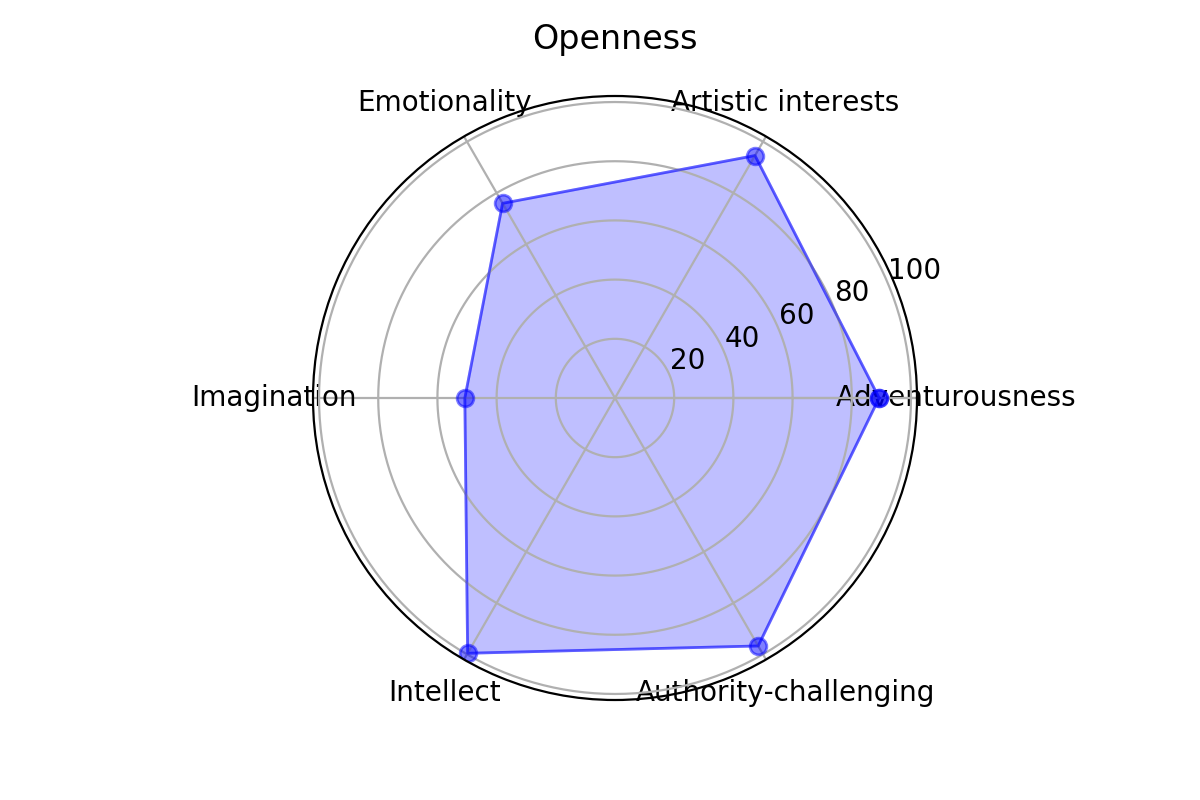 Openness
Emotionality
Artistic interests
100
80
60
40
20
Imagination
Adventurousness
Intellect
Authority-challenging